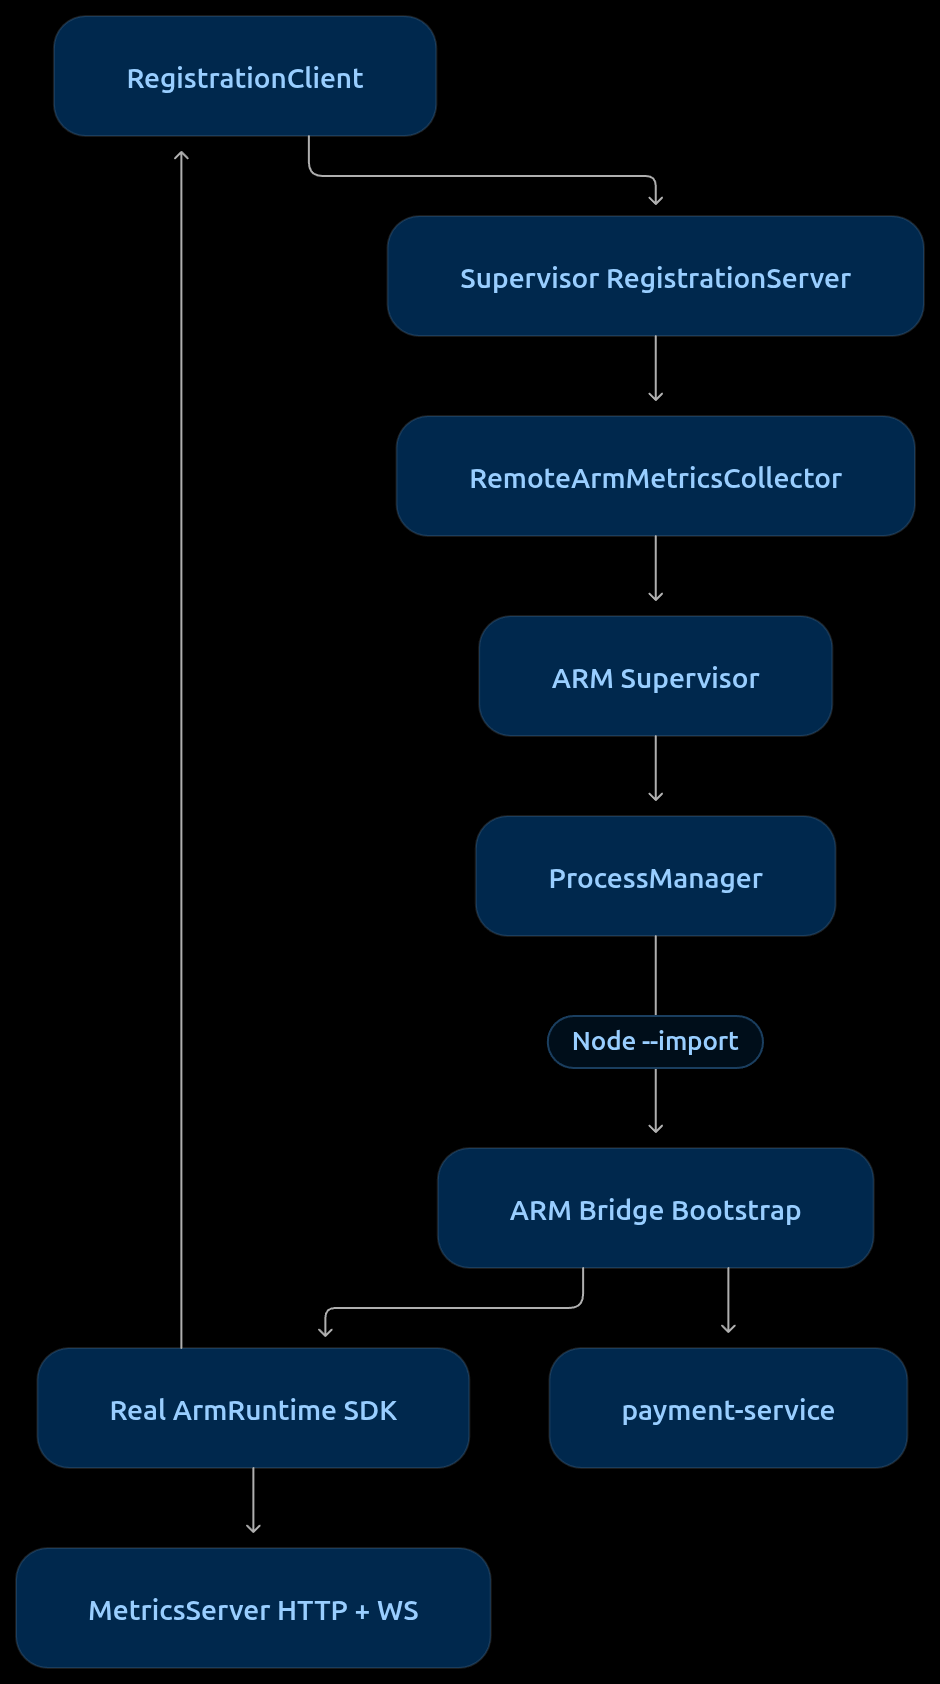 RegistrationClient
Supervisor RegistrationServer
RemoteArmMetricsCollector
ARM Supervisor
ProcessManager
Node --import
ARM Bridge Bootstrap
Real ArmRuntime SDK
payment-service
MetricsServer HTTP + WS